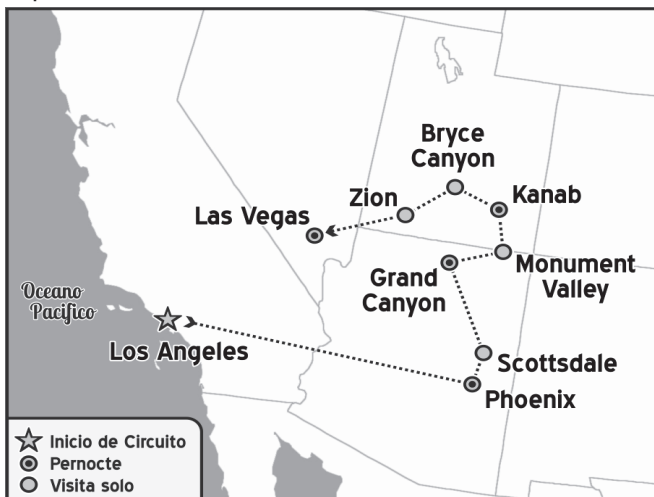 Bryce
Canyon
Zion
Kanab
Las Vegas
Grand
Canyon
Monument
Valley
Oceano
Pacifico
Los Angeles
Scottsdale
Phoenix
Inicio de Circuito
Pernocte
Visita solo